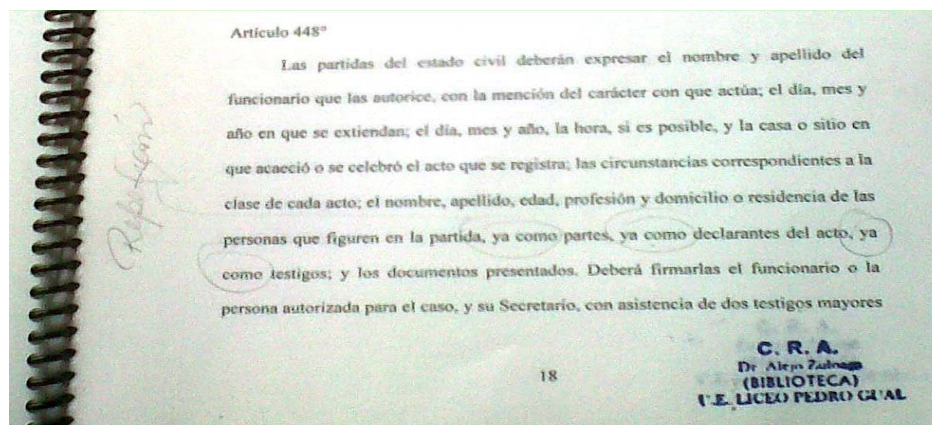 Artículo 448°
Las partidas del estado civil deberán expresar el nombre y apellido del
funcionario que las autorice, con la mención del carácter con que actúa; el día, mes y
año en que se extiendan; el día, mes y año, la hora, si es posible, y la casa o sitio en
que acaeció o se celebró el acto que se registra; las circunstancias correspondientes a la
clase de cada acto; el nombre, apellido, edad, profesión y domicilio o residencia de las
personas que figuren en la partida, ya como partes, ya como declarantes del acto, ya
como testigos; y los documentos presentados. Deberá firmarlas el funcionario o la
persona autorizada para el caso, y su Secretario, con asistencia de dos testigos mayores
18
C. R. A.
Dr Alejo Zuloaga
(BIBLIOTECA)
U.E. LICEO PEDRO GUAL